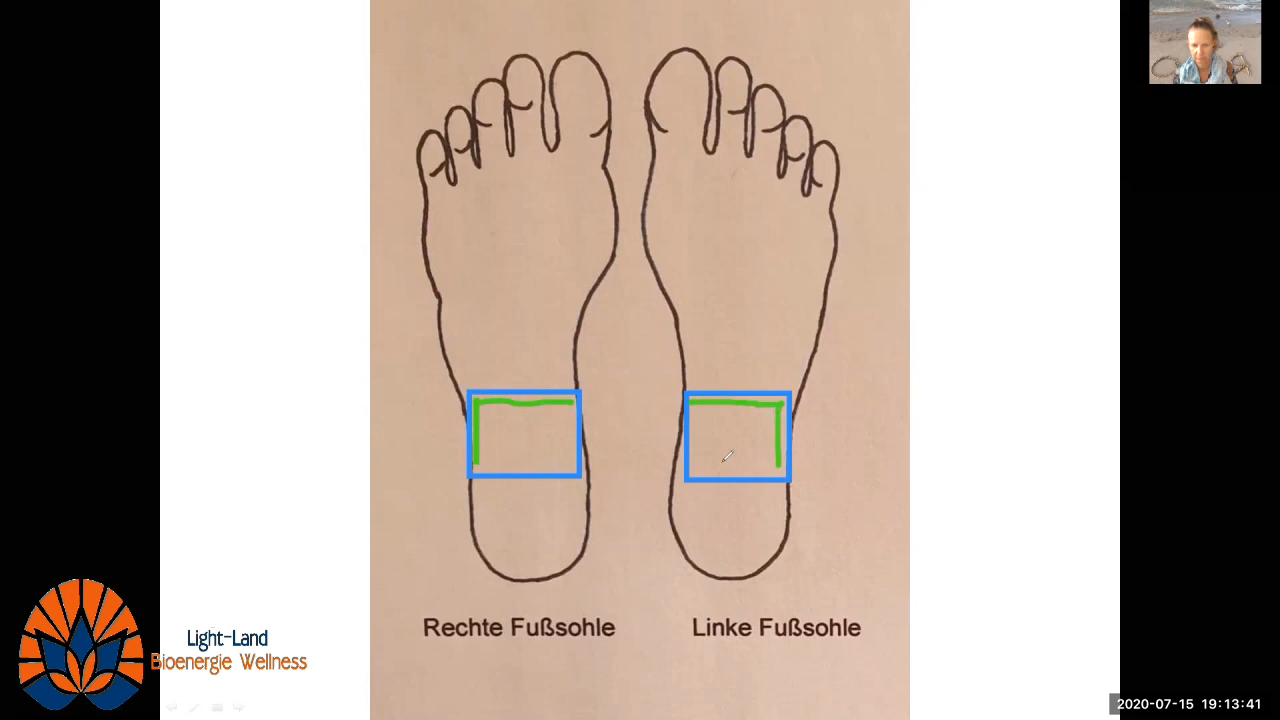 Rechte Fußsohle
Linke Fußsohle
Light-Land
Bioenergie Wellness
2020-07-15 19:13:41